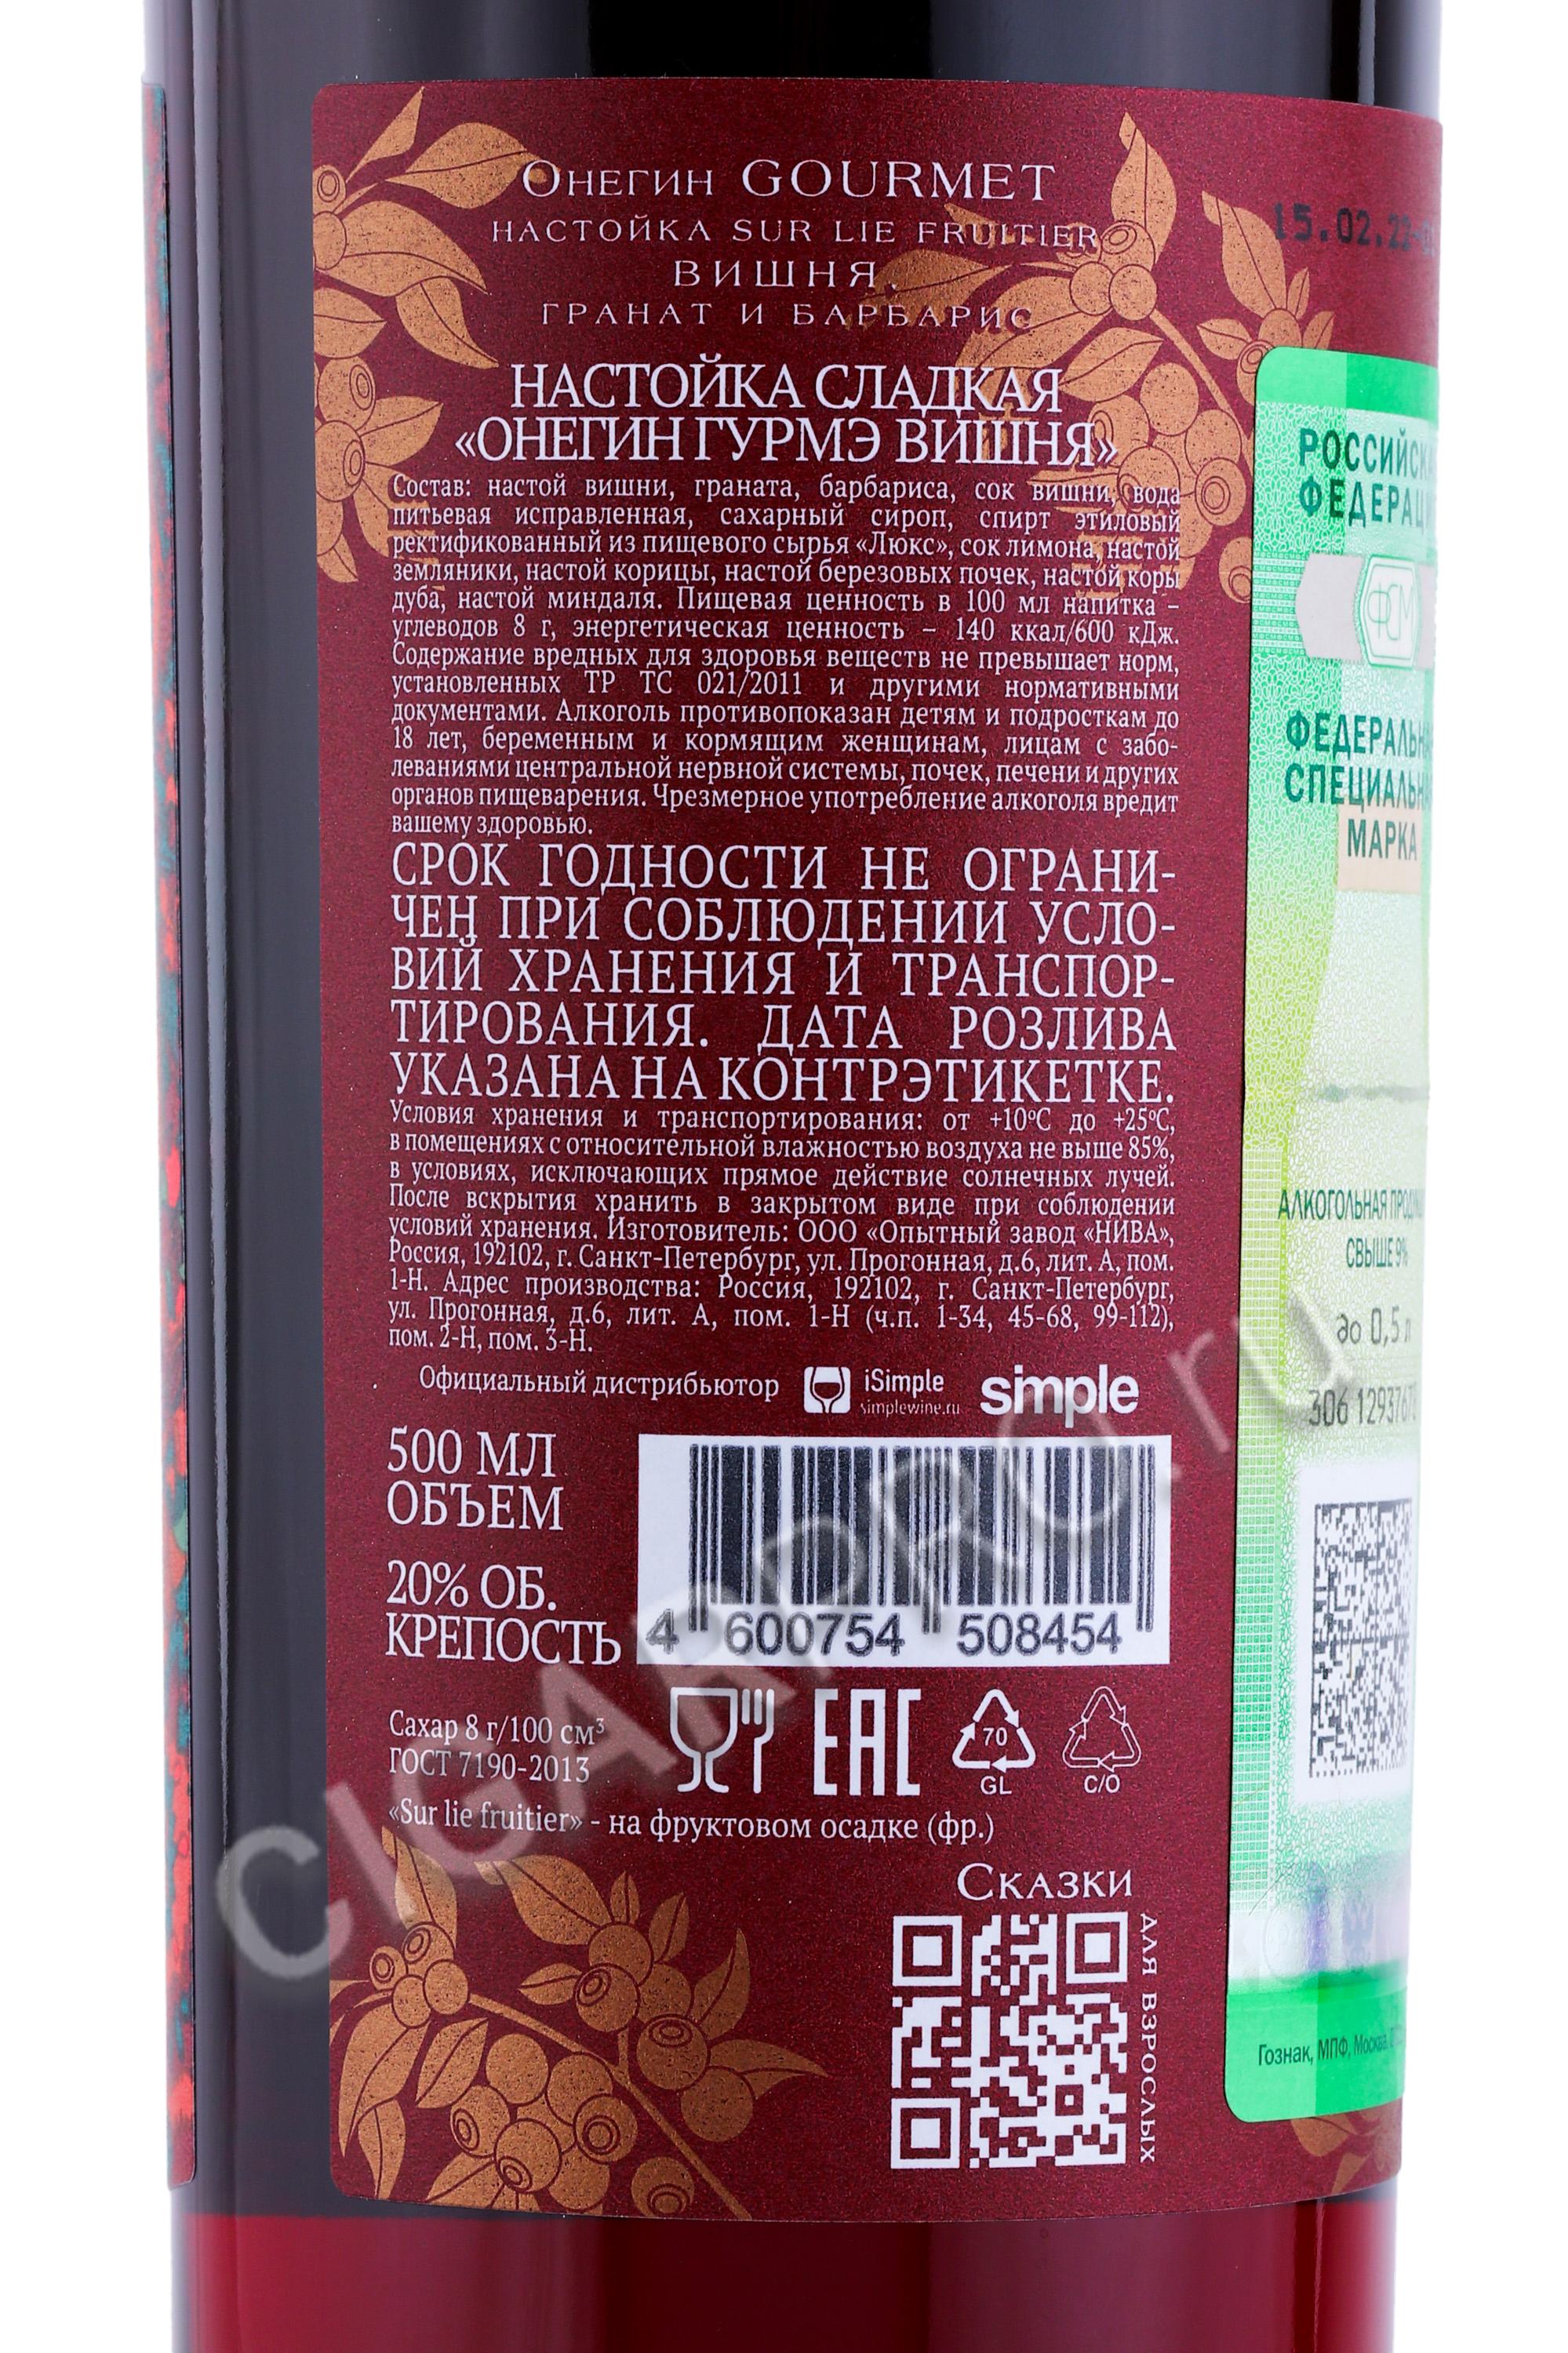 Онегин GOURMET
НАСТОЙКА SUR LIE FRUITIER
ВИШНЯ,
ГРАНАТ И БАРБАРИС
НАСТОЙКА СЛАДКАЯ
«ОНЕГИН ГУРМЭ ВИШНЯ»
Состав: настой вишни, граната, барбариса, сок вишни, вода
питьевая исправленная, сахарный сироп, спирт этиловый
ректификованный из пищевого сырья «Люкс», сок лимона, настой
земляники, настой корицы, настой березовых почек, настой коры
дуба, настой миндаля. Пищевая ценность в 100 мл напитка –
углеводов 8 г, энергетическая ценность – 140 ккал/600 кДж.
Содержание вредных для здоровья веществ не превышает норм,
установленных ТР ТС 021/2011 и другими нормативными
документами. Алкоголь противопоказан детям и подросткам до
18 лет, беременным и кормящим женщинам, лицам с забо-
леваниями центральной нервной системы, почек, печени и других
органов пищеварения. Чрезмерное употребление алкоголя вредит
вашему здоровью.
СРОК ГОДНОСТИ НЕ ОГРАНИ-
ЧЕН ПРИ СОБЛЮДЕНИИ УСЛО-
ВИЙ ХРАНЕНИЯ И ТРАНСПОР-
ТИРОВАНИЯ. ДАТА РОЗЛИВА
УКАЗАНА НА КОНТРЭТИКЕТКЕ.
Условия хранения и транспортирования: от +10ºС до +25ºС,
в помещениях с относительной влажностью воздуха не выше 85%,
в условиях, исключающих прямое действие солнечных лучей.
После вскрытия хранить в закрытом виде при соблюдении
условий хранения. Изготовитель: ООО «Опытный завод «НИВА»,
Россия, 192102, г. Санкт-Петербург, ул. Прогонная, д.6, лит. А, пом.
1-Н. Адрес производства: Россия, 192102, г. Санкт-Петербург,
ул. Прогонная, д.6, лит. А, пом. 1-Н (ч.п. 1-34, 45-68, 99-112),
пом. 2-Н, пом. 3-Н.
Официальный дистрибьютор iSimple simplewine.ru simple
500 МЛ
ОБЪЕМ
20% ОБ.
КРЕПОСТЬ
4 600754 508454
Сахар 8 г/100 см³
ГОСТ 7190-2013
EAC
70
GL
C/O
«Sur lie fruitier» - на фруктовом осадке (фр.)
Сказки
ДЛЯ ВЗРОСЛЫХ
15.02.22
РОССИЙСК
ФЕДЕРАЦ
ФСМ
ФЕДЕРАЛЬН
СПЕЦИАЛЬН
МАРКА
АЛКОГОЛЬНАЯ ПРОДУК
СВЫШЕ 9%
до 0,5 л
306 1293767
Гознак, МПФ, Москва,
CIGARPRO.ru